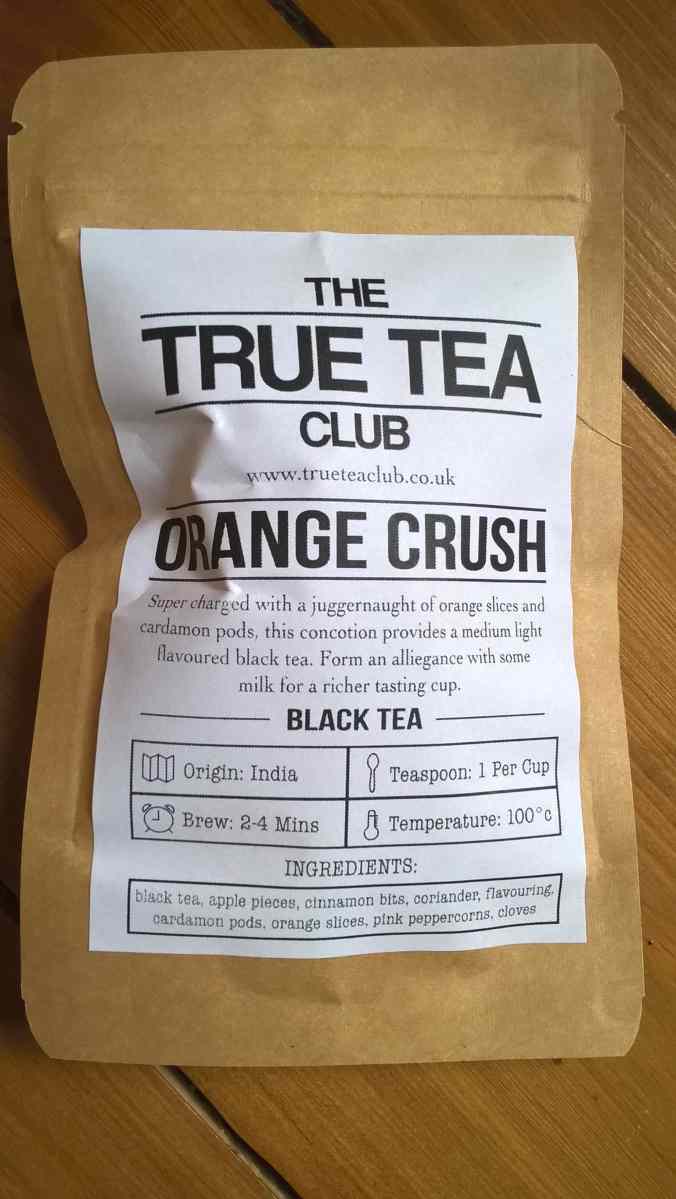 THE
TRUE TEA
CLUB
www.trueteaclub.co.uk
ORANGE CRUSH
Super charged with a juggernaught of orange slices and
cardamon pods, this concotion provides a medium light
flavoured black tea. Form an alliegance with some
milk for a richer tasting cup.
BLACK TEA
Origin: India
Teaspoon: 1 Per Cup
Brew: 2-4 Mins
Temperature: 100°c
INGREDIENTS:
black tea, apple pieces, cinnamon bits, coriander, flavouring,
cardamon pods, orange slices, pink peppercorns, cloves